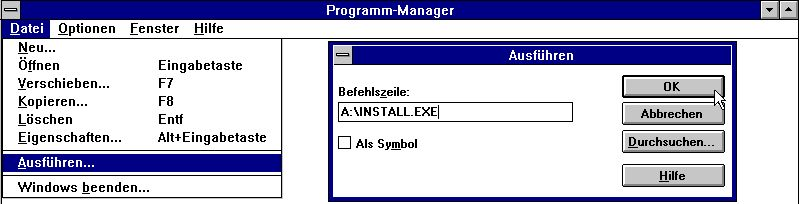 Programm-Manager
Datei Optionen Fenster Hilfe
Neu...
Öffnen Eingabetaste
Verschieben... F7
Kopieren... F8
Löschen Entf
Eigenschaften... Alt+Eingabetaste
Ausführen...
Windows beenden...
Ausführen
Befehlszeile:
A:\INSTALL.EXE
Als Symbol
OK
Abbrechen
Durchsuchen...
Hilfe